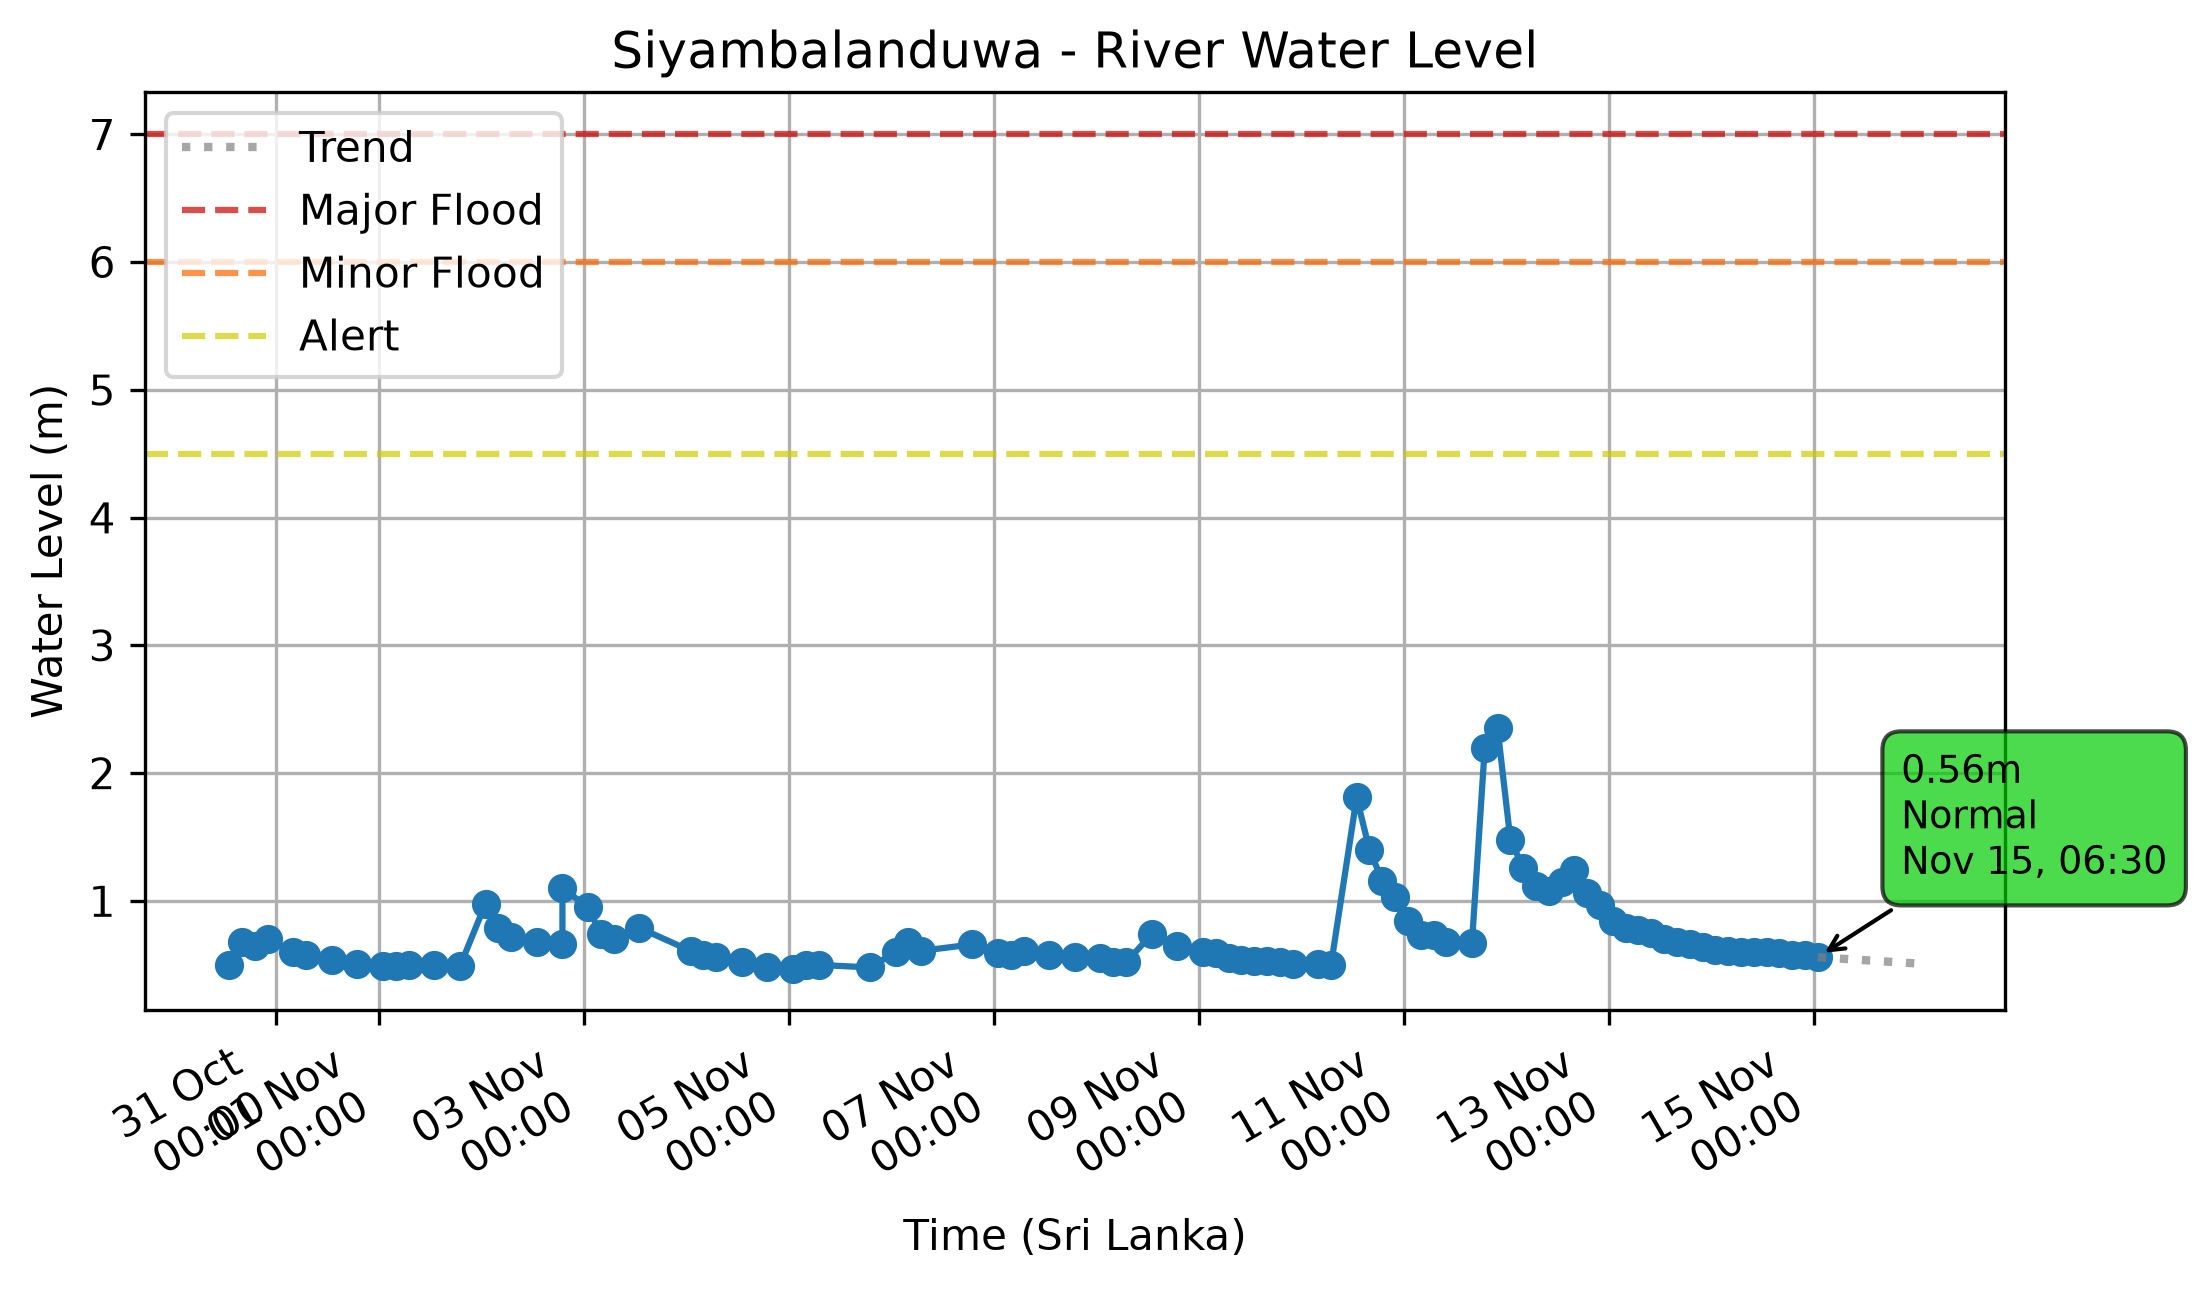 Siyambalanduwa - River Water Level
Trend
Major Flood
Minor Flood
Alert
7
6
5
4
3
2
1
Water Level (m)
0.56m
Normal
Nov 15, 06:30
31 Oct
00:00
01 Nov
00:00
03 Nov
00:00
05 Nov
00:00
07 Nov
00:00
09 Nov
00:00
11 Nov
00:00
13 Nov
00:00
15 Nov
00:00
Time (Sri Lanka)